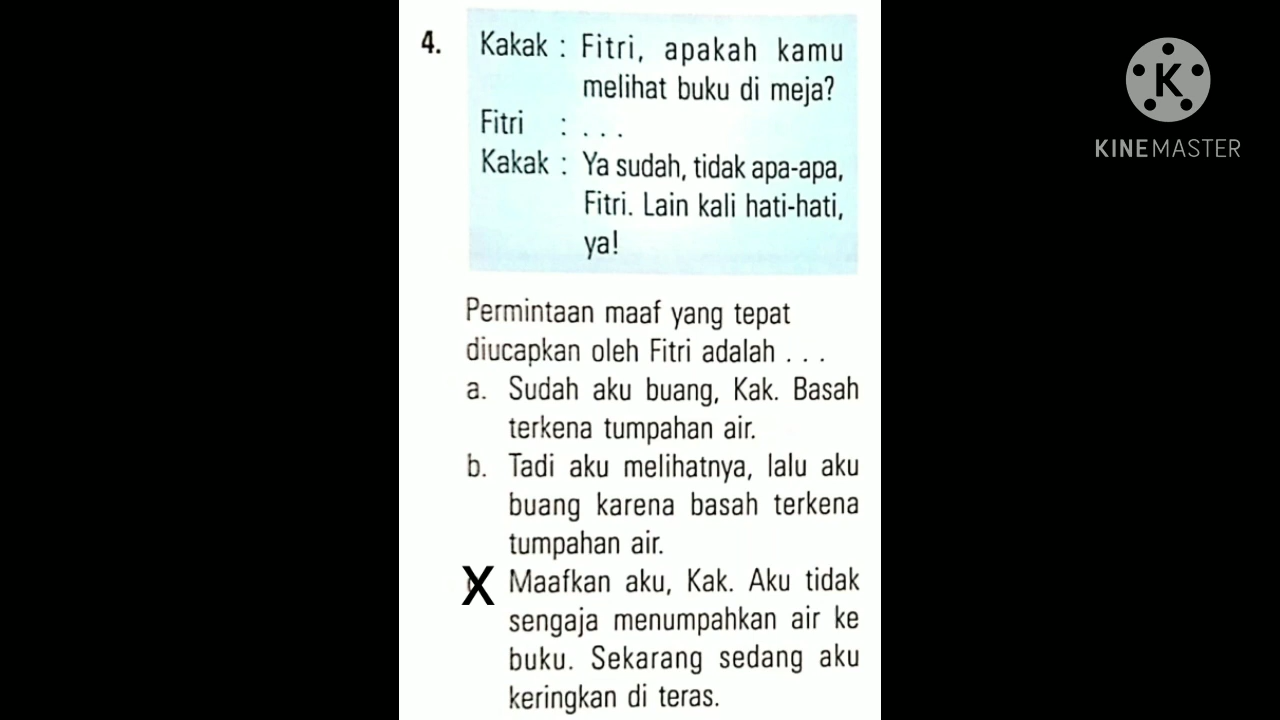 4. Kakak : Fitri, apakah kamu
melihat buku di meja?
Fitri : . . .
Kakak : Ya sudah, tidak apa-apa,
Fitri. Lain kali hati-hati,
ya!
Permintaan maaf yang tepat
diucapkan oleh Fitri adalah . . .
a. Sudah aku buang, Kak. Basah
terkena tumpahan air.
b. Tadi aku melihatnya, lalu aku
buang karena basah terkena
tumpahan air.
X Maafkan aku, Kak. Aku tidak
sengaja menumpahkan air ke
buku. Sekarang sedang aku
keringkan di teras.
K
KINEMASTER